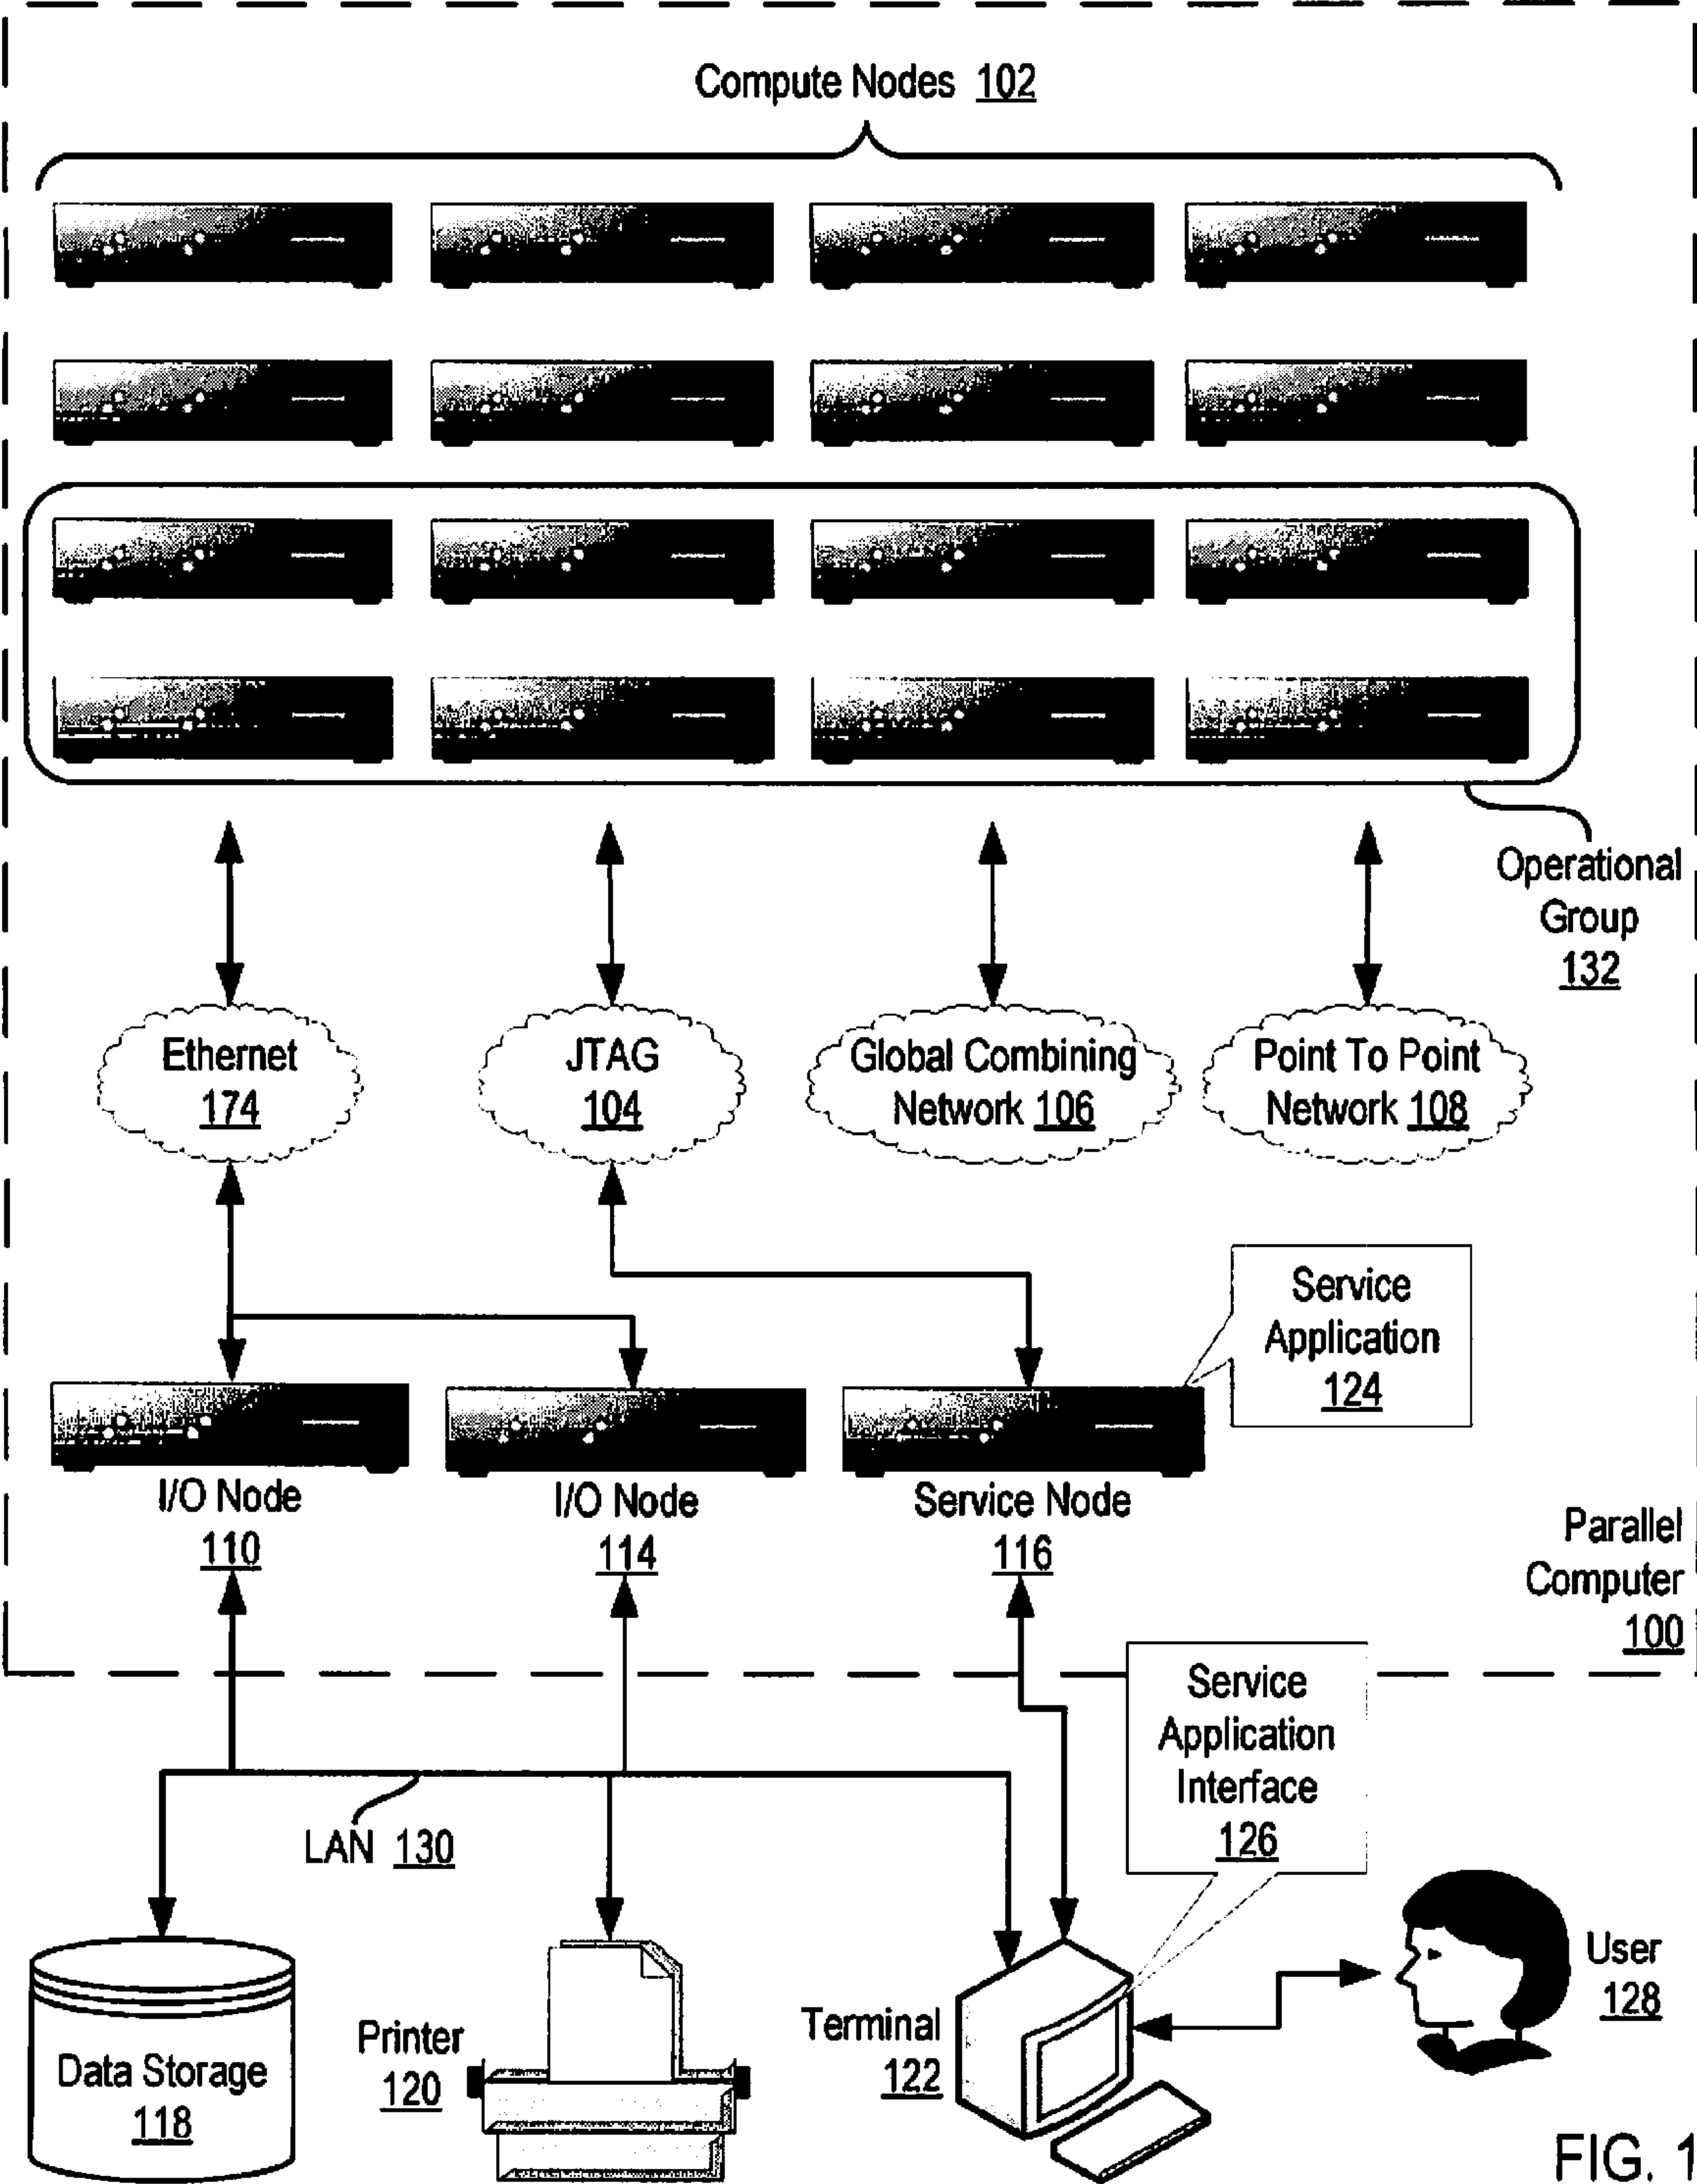 Compute Nodes 102
Operational
Group
132
Ethernet
174
JTAG
104
Global Combining
Network 106
Point To Point
Network 108
Service
Application
124
I/O Node
110
I/O Node
114
Service Node
116
Parallel
Computer
100
Service
Application
Interface
126
LAN 130
Data Storage
118
Printer
120
Terminal
122
User
128
FIG. 1